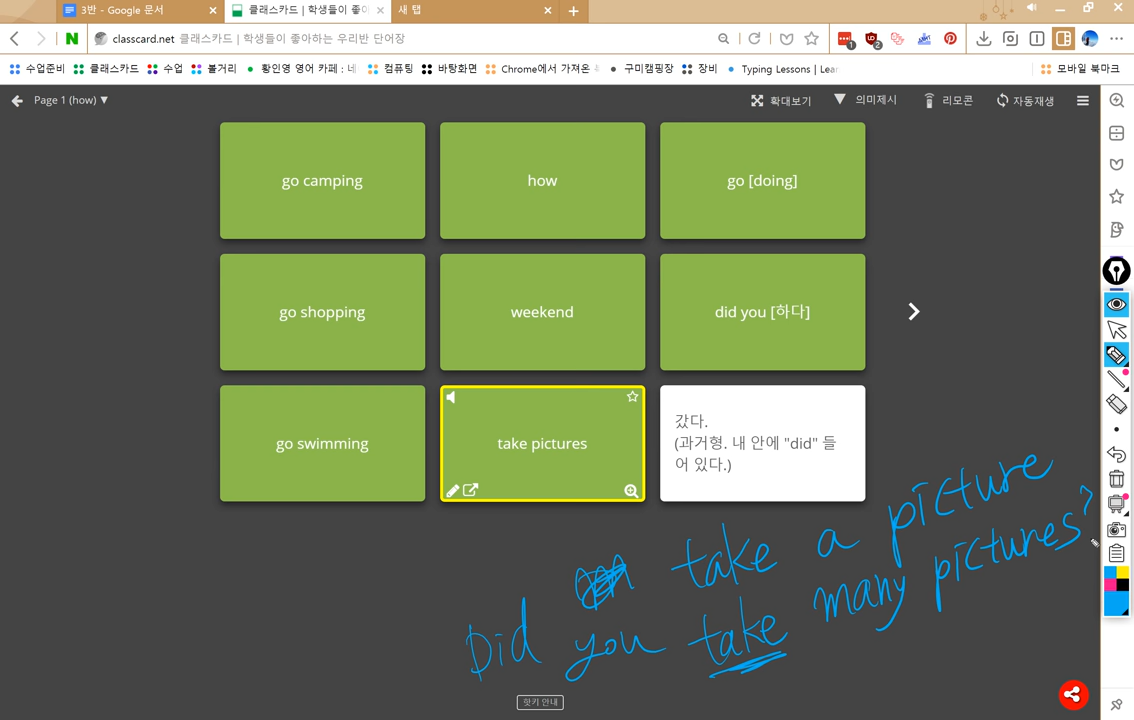 3반 - Google 문서
클래스카드 | 학생들이 좋아
새 탭
classcard.net 클래스카드 | 학생들이 좋아하는 우리반 단어장
수업준비 클래스카드 수업 볼거리 황인영 영어 카페 : 네 컴퓨팅 바탕화면 Chrome에서 가져온 구미캠핑장 장비 Typing Lessons | Lear 모바일 북마크
Page 1 (how) ▼ 확대보기 의미제시 리모콘 자동재생
go camping
how
go [doing]
go shopping
weekend
did you [하다]
go swimming
take pictures
갔다.
(과거형. 내 안에 "did" 들
어 있다.)
take a picture
Did you take many pictures?
핫키 안내